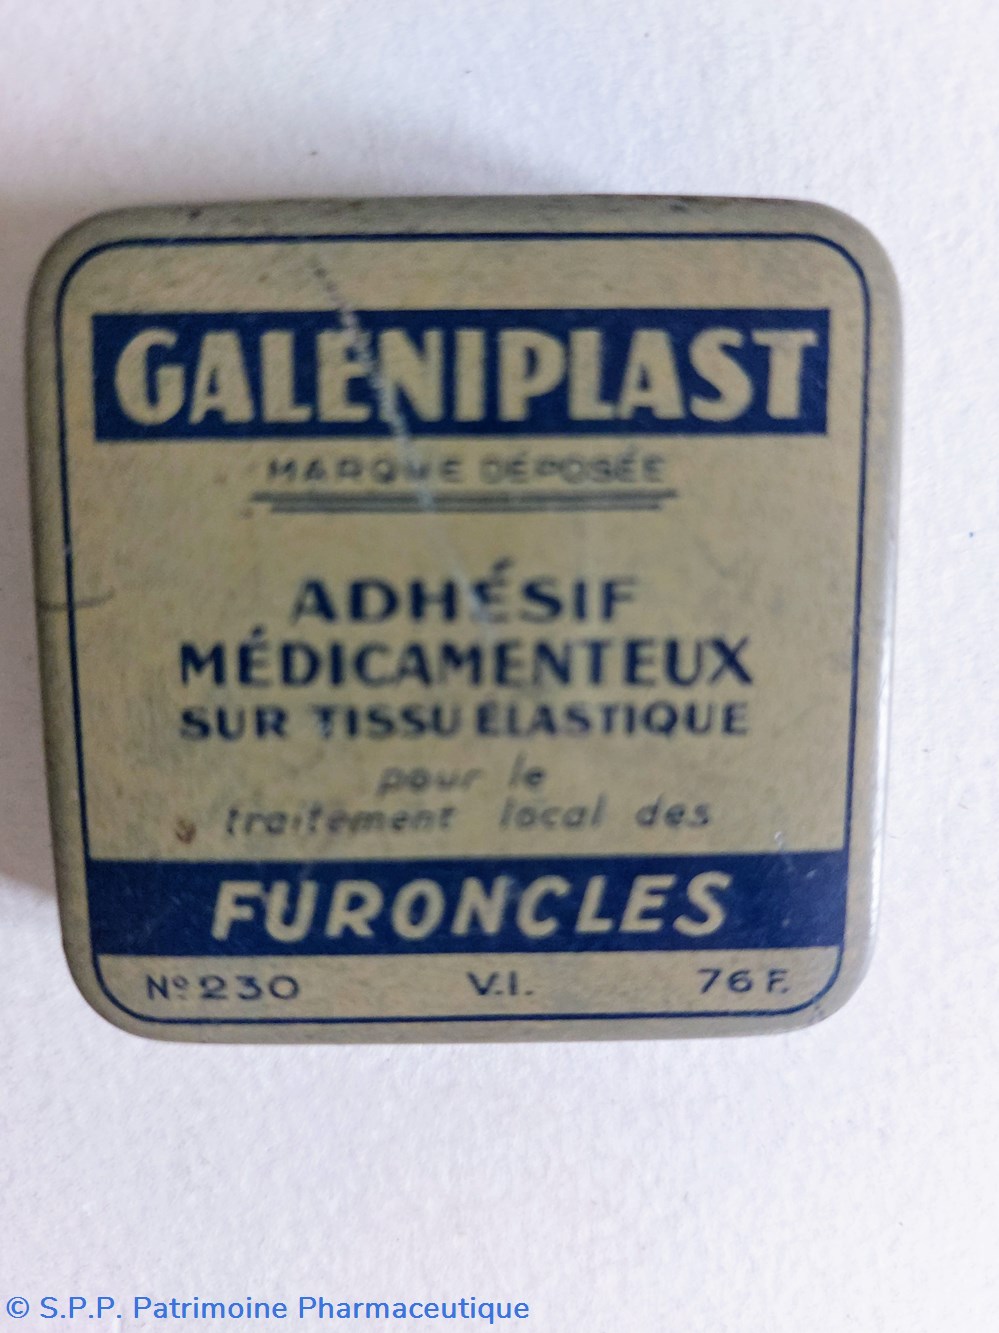 GALENIPLAST
MARQUE DÉPOSÉE
ADHÉSIF
MÉDICAMENTEUX
SUR TISSU ÉLASTIQUE
pour le
traitement local des
FURONCLES
Nº 230 V.I. 76 F.
© S.P.P. Patrimoine Pharmaceutique